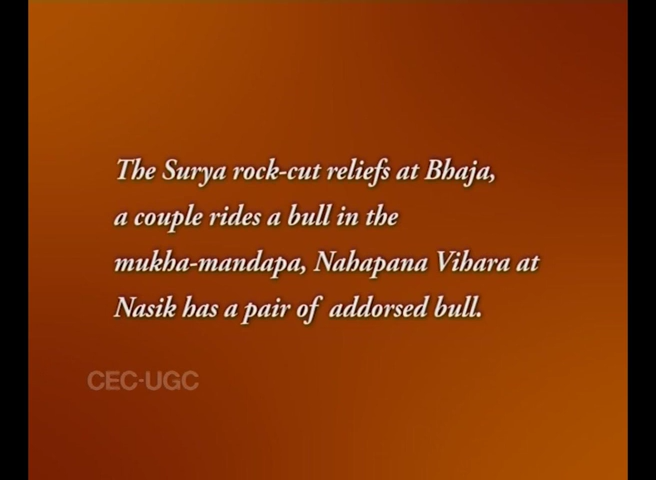 The Surya rock-cut reliefs at Bhaja,
a couple rides a bull in the
mukha-mandapa, Nahapana Vihara at
Nasik has a pair of addorsed bull.
CEC-UGC